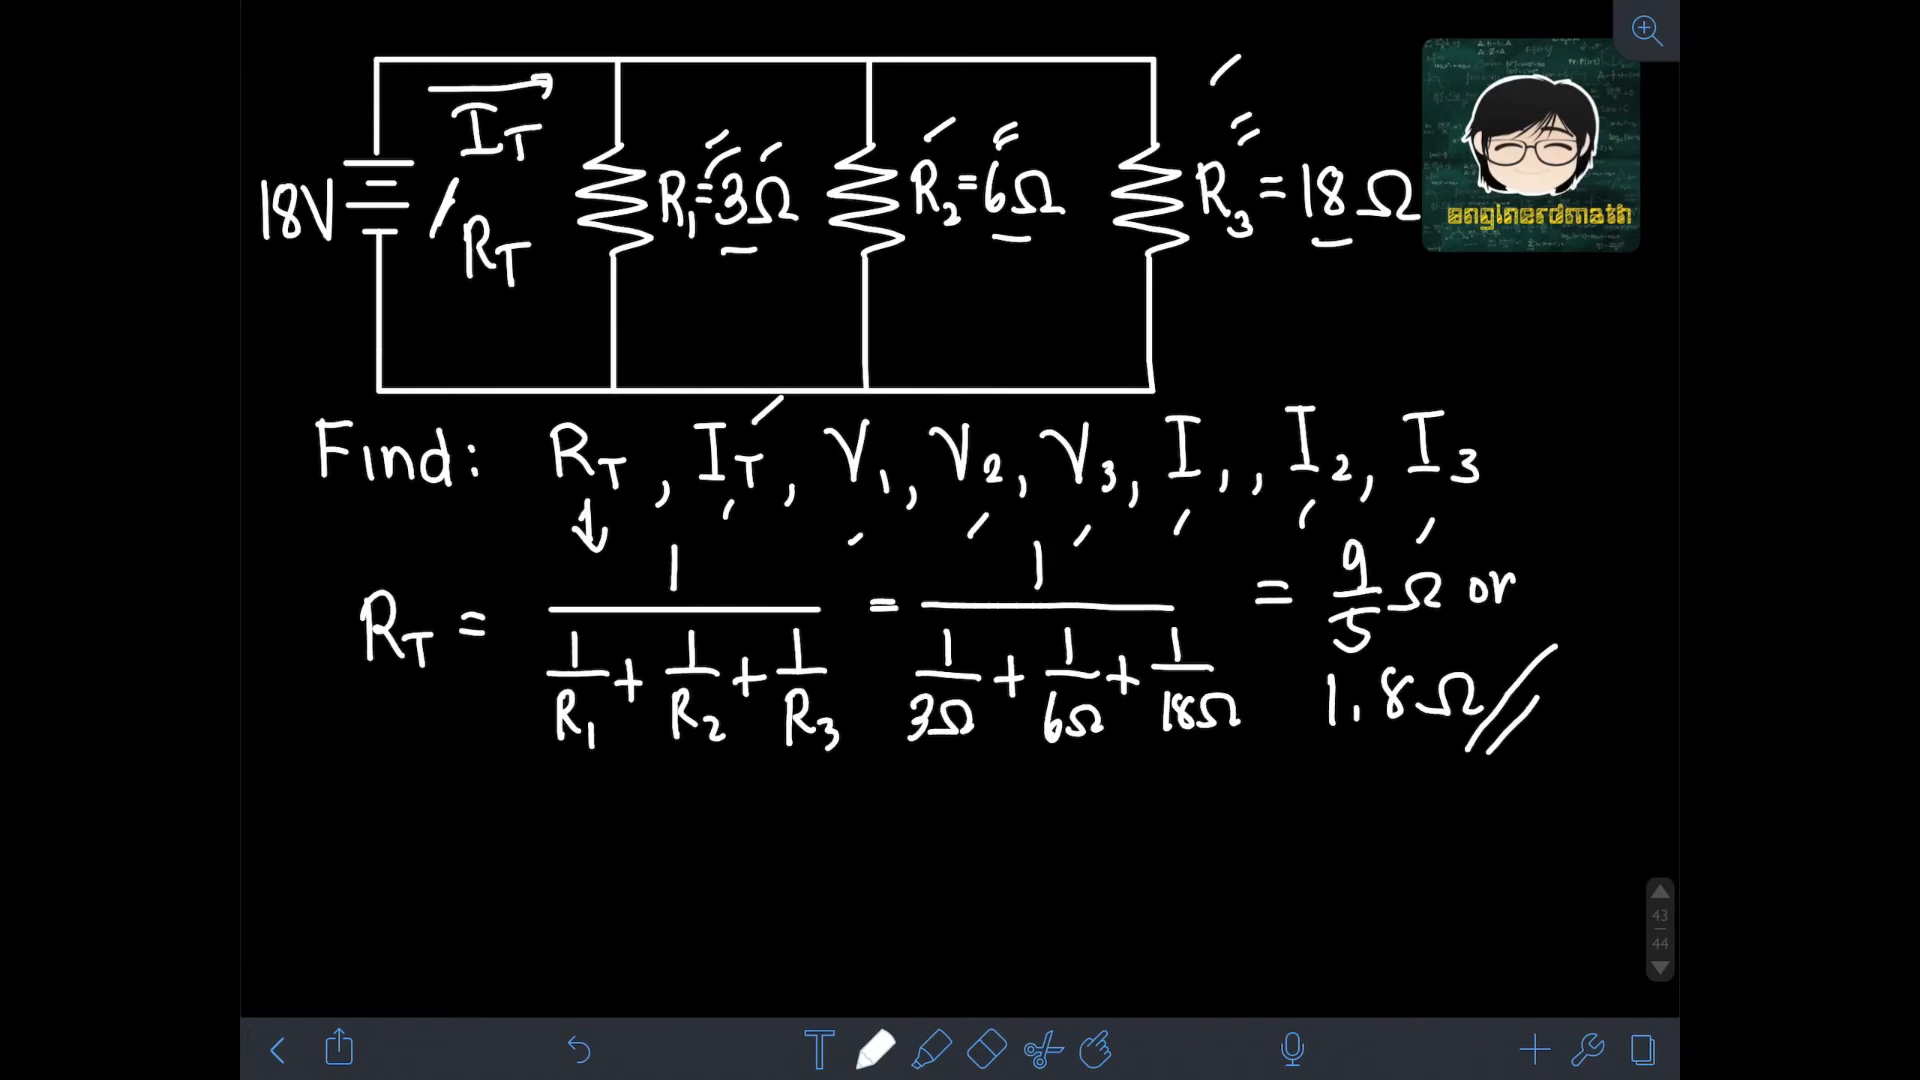 I_T
18V R_T R₁=3Ω R₂=6Ω R₃=18Ω
enginerdmath
Find: R_T, I_T, V₁, V₂, V₃, I₁, I₂, I₃
R_T = 1/(1/R₁ + 1/R₂ + 1/R₃) = 1/(1/3Ω + 1/6Ω + 1/18Ω) = 9/5 Ω or
1.8Ω
43
44
T